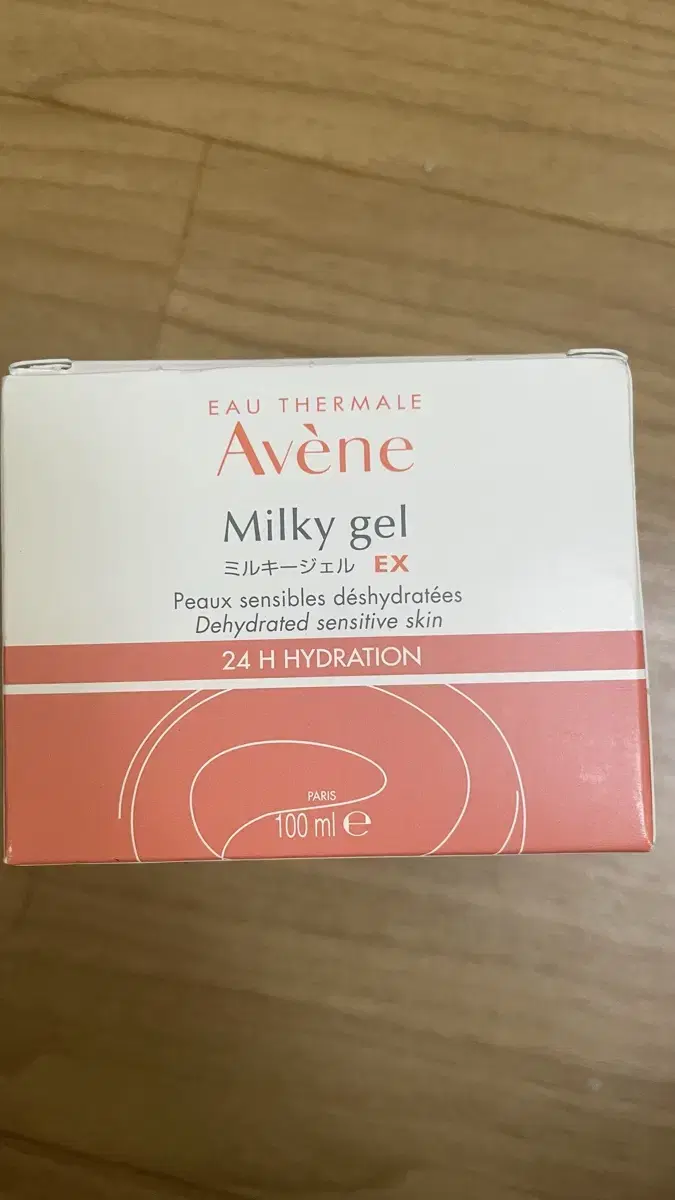 EAU THERMALE
Avène
Milky gel
ミルキージェル EX
Peaux sensibles déshydratées
Dehydrated sensitive skin
24 H HYDRATION
PARIS
100 ml e